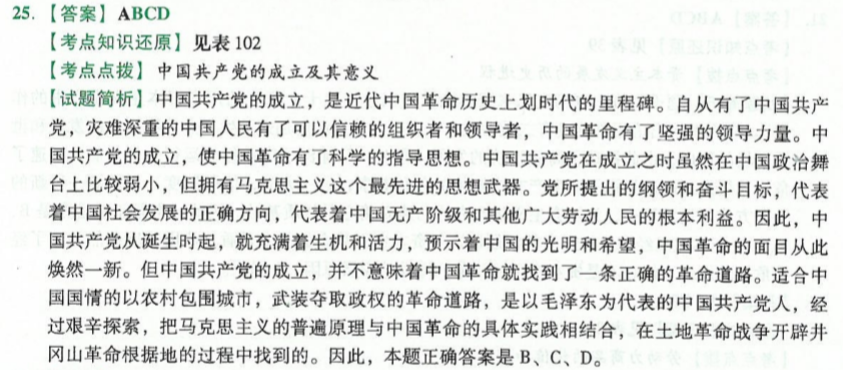 25. 【答案】ABCD
【考点知识还原】见表 102
【考点点拨】中国共产党的成立及其意义
【试题简析】中国共产党的成立，是近代中国革命历史上划时代的里程碑。自从有了中国共产
党，灾难深重的中国人民有了可以信赖的组织者和领导者，中国革命有了坚强的领导力量。中
国共产党的成立，使中国革命有了科学的指导思想。中国共产党在成立之时虽然在中国政治舞
台上比较弱小，但拥有马克思主义这个最先进的思想武器。党所提出的纲领和奋斗目标，代表
着中国社会发展的正确方向，代表着中国无产阶级和其他广大劳动人民的根本利益。因此，中
国共产党从诞生时起，就充满着生机和活力，预示着中国的光明和希望，中国革命的面目从此
焕然一新。但中国共产党的成立，并不意味着中国革命就找到了一条正确的革命道路。适合中
国国情的以农村包围城市，武装夺取政权的革命道路，是以毛泽东为代表的中国共产党人，经
过艰辛探索，把马克思主义的普遍原理与中国革命的具体实践相结合，在土地革命战争开辟井
冈山革命根据地的过程中找到的。因此，本题正确答案是 B、C、D。